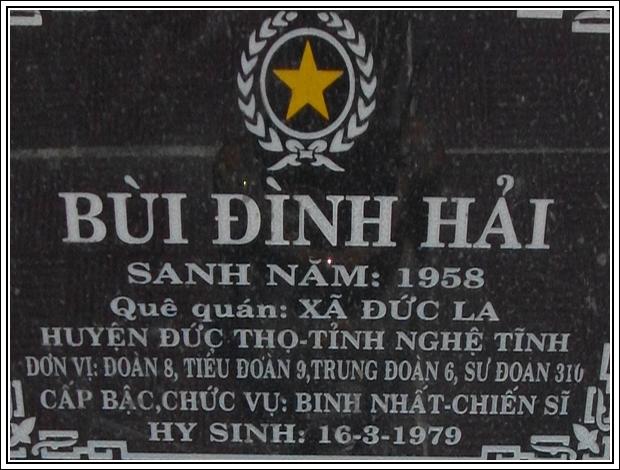 BÙI ĐÌNH HẢI
SANH NĂM: 1958
Quê quán: XÃ ĐỨC LA
HUYỆN ĐỨC THỌ-TỈNH NGHỆ TĨNH
ĐƠN VỊ: ĐOÀN 8, TIỂU ĐOÀN 9,TRUNG ĐOÀN 6, SƯ ĐOAN 310
CẤP BẬC,CHỨC VỤ: BINH NHẤT-CHIẾN SĨ
HY SINH: 16-3-1979